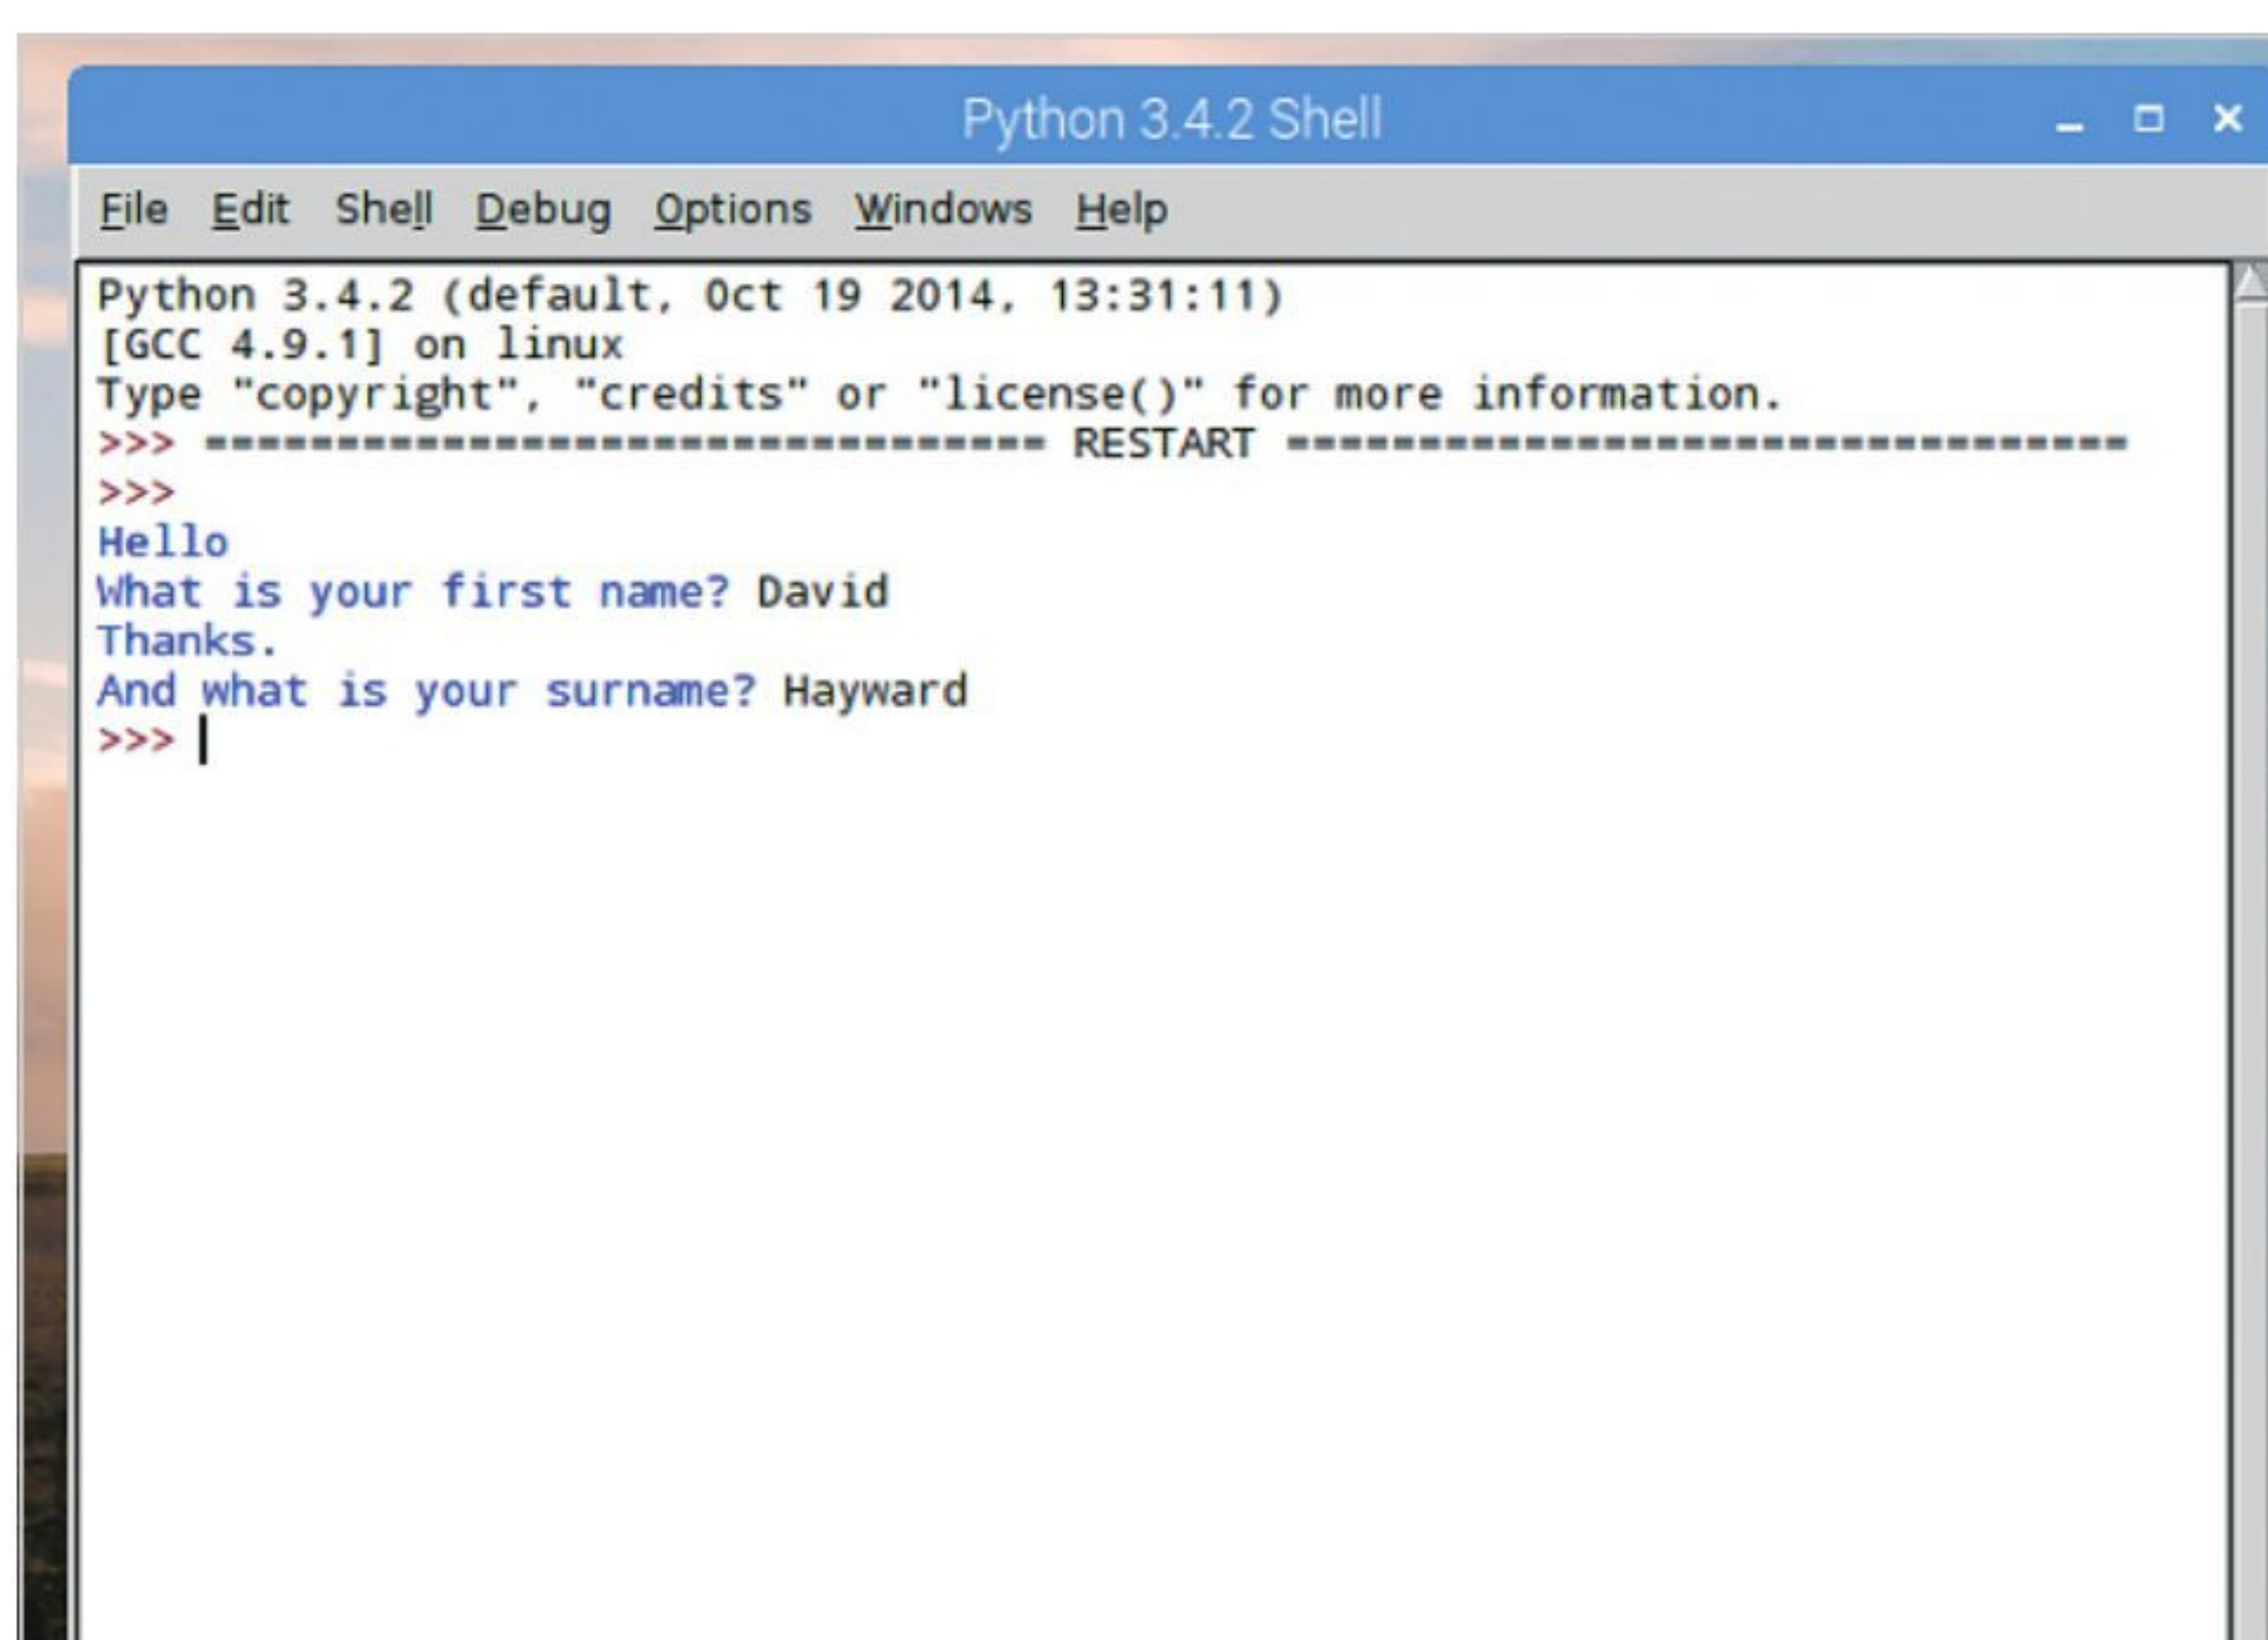 Python 3.4.2 Shell
File Edit Shell Debug Options Windows Help
Python 3.4.2 (default, Oct 19 2014, 13:31:11)
[GCC 4.9.1] on linux
Type "copyright", "credits" or "license()" for more information.
>>> ================================ RESTART ================================
>>>
Hello
What is your first name? David
Thanks.
And what is your surname? Hayward
>>>